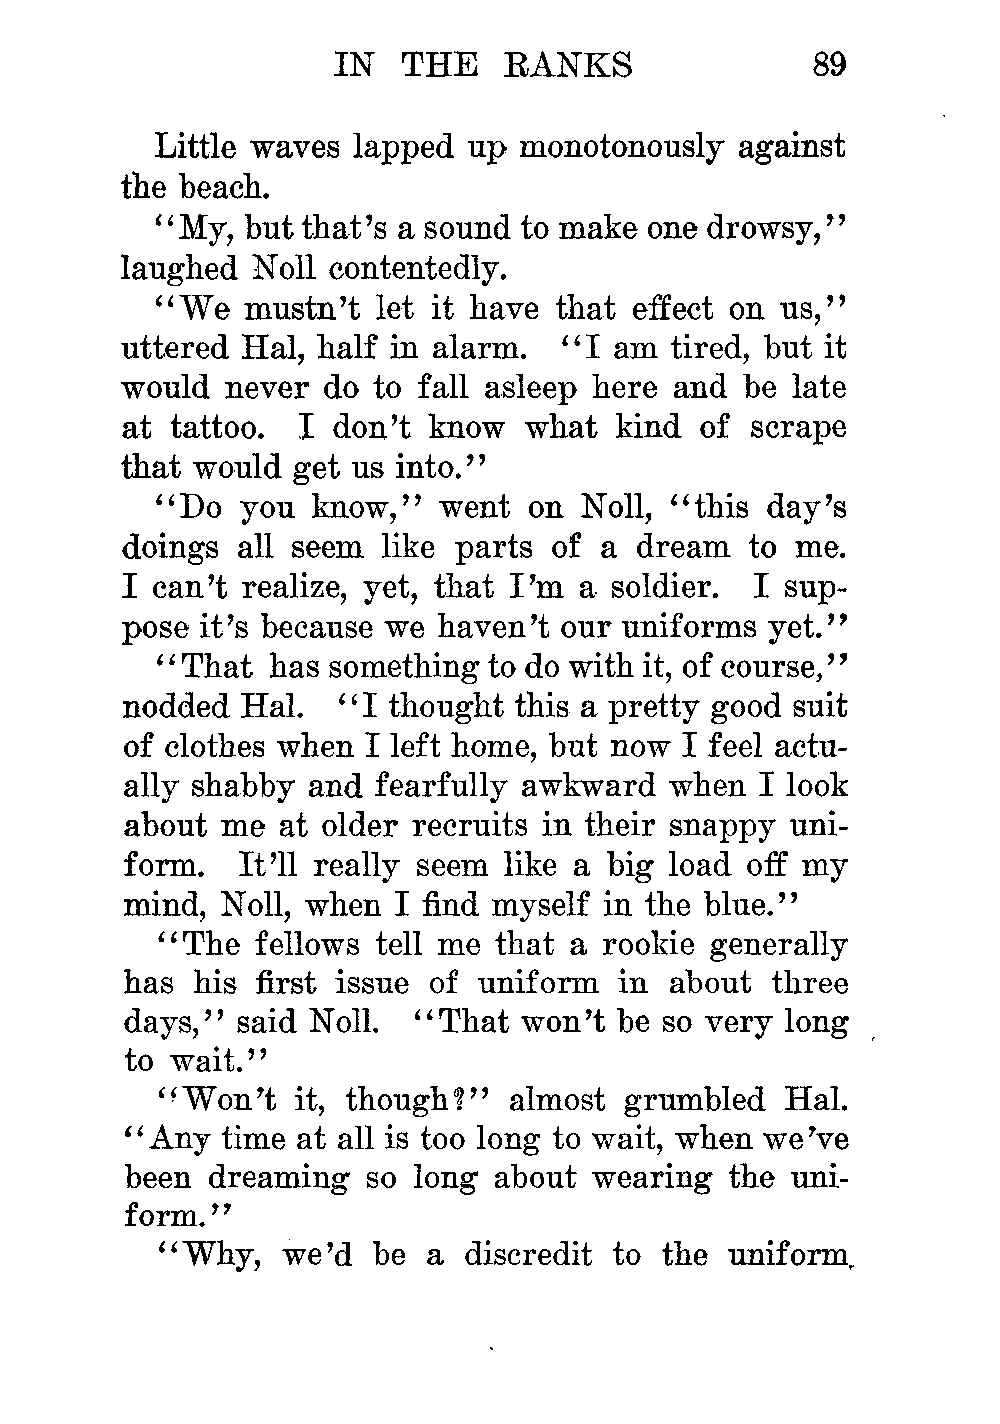 IN THE RANKS 89
Little waves lapped up monotonously against
the beach.
“My, but that’s a sound to make one drowsy,”
laughed Noll contentedly.
“We mustn’t let it have that effect on us,”
uttered Hal, half in alarm. “I am tired, but it
would never do to fall asleep here and be late
at tattoo. I don’t know what kind of scrape
that would get us into.”
“Do you know,” went on Noll, “this day’s
doings all seem like parts of a dream to me.
I can’t realize, yet, that I’m a soldier. I sup-
pose it’s because we haven’t our uniforms yet.”
“That has something to do with it, of course,”
nodded Hal. “I thought this a pretty good suit
of clothes when I left home, but now I feel actu-
ally shabby and fearfully awkward when I look
about me at older recruits in their snappy uni-
form. It’ll really seem like a big load off my
mind, Noll, when I find myself in the blue.”
“The fellows tell me that a rookie generally
has his first issue of uniform in about three
days,” said Noll. “That won’t be so very long
to wait.”
“Won’t it, though?” almost grumbled Hal.
“Any time at all is too long to wait, when we’ve
been dreaming so long about wearing the uni-
form.”
“Why, we’d be a discredit to the uniform,